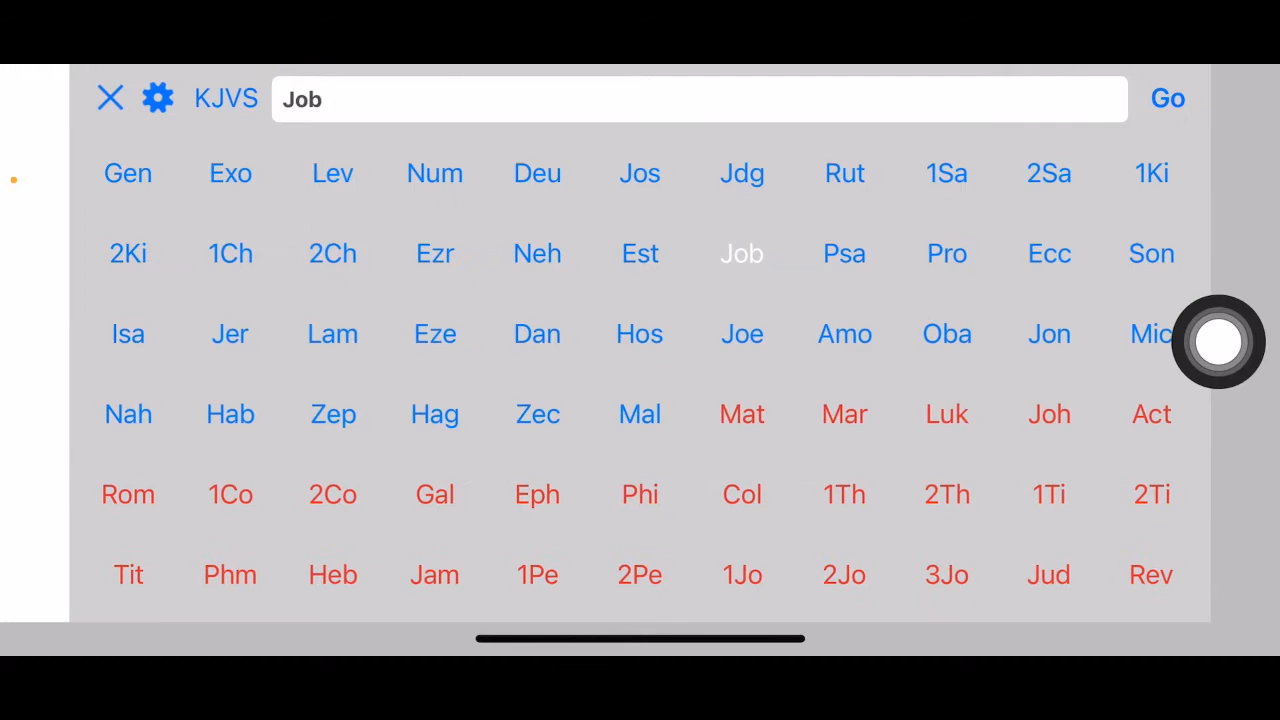 KJVS Job Go
Gen Exo Lev Num Deu Jos Jdg Rut 1Sa 2Sa 1Ki
2Ki 1Ch 2Ch Ezr Neh Est Job Psa Pro Ecc Son
Isa Jer Lam Eze Dan Hos Joe Amo Oba Jon Mic
Nah Hab Zep Hag Zec Mal Mat Mar Luk Joh Act
Rom 1Co 2Co Gal Eph Phi Col 1Th 2Th 1Ti 2Ti
Tit Phm Heb Jam 1Pe 2Pe 1Jo 2Jo 3Jo Jud Rev